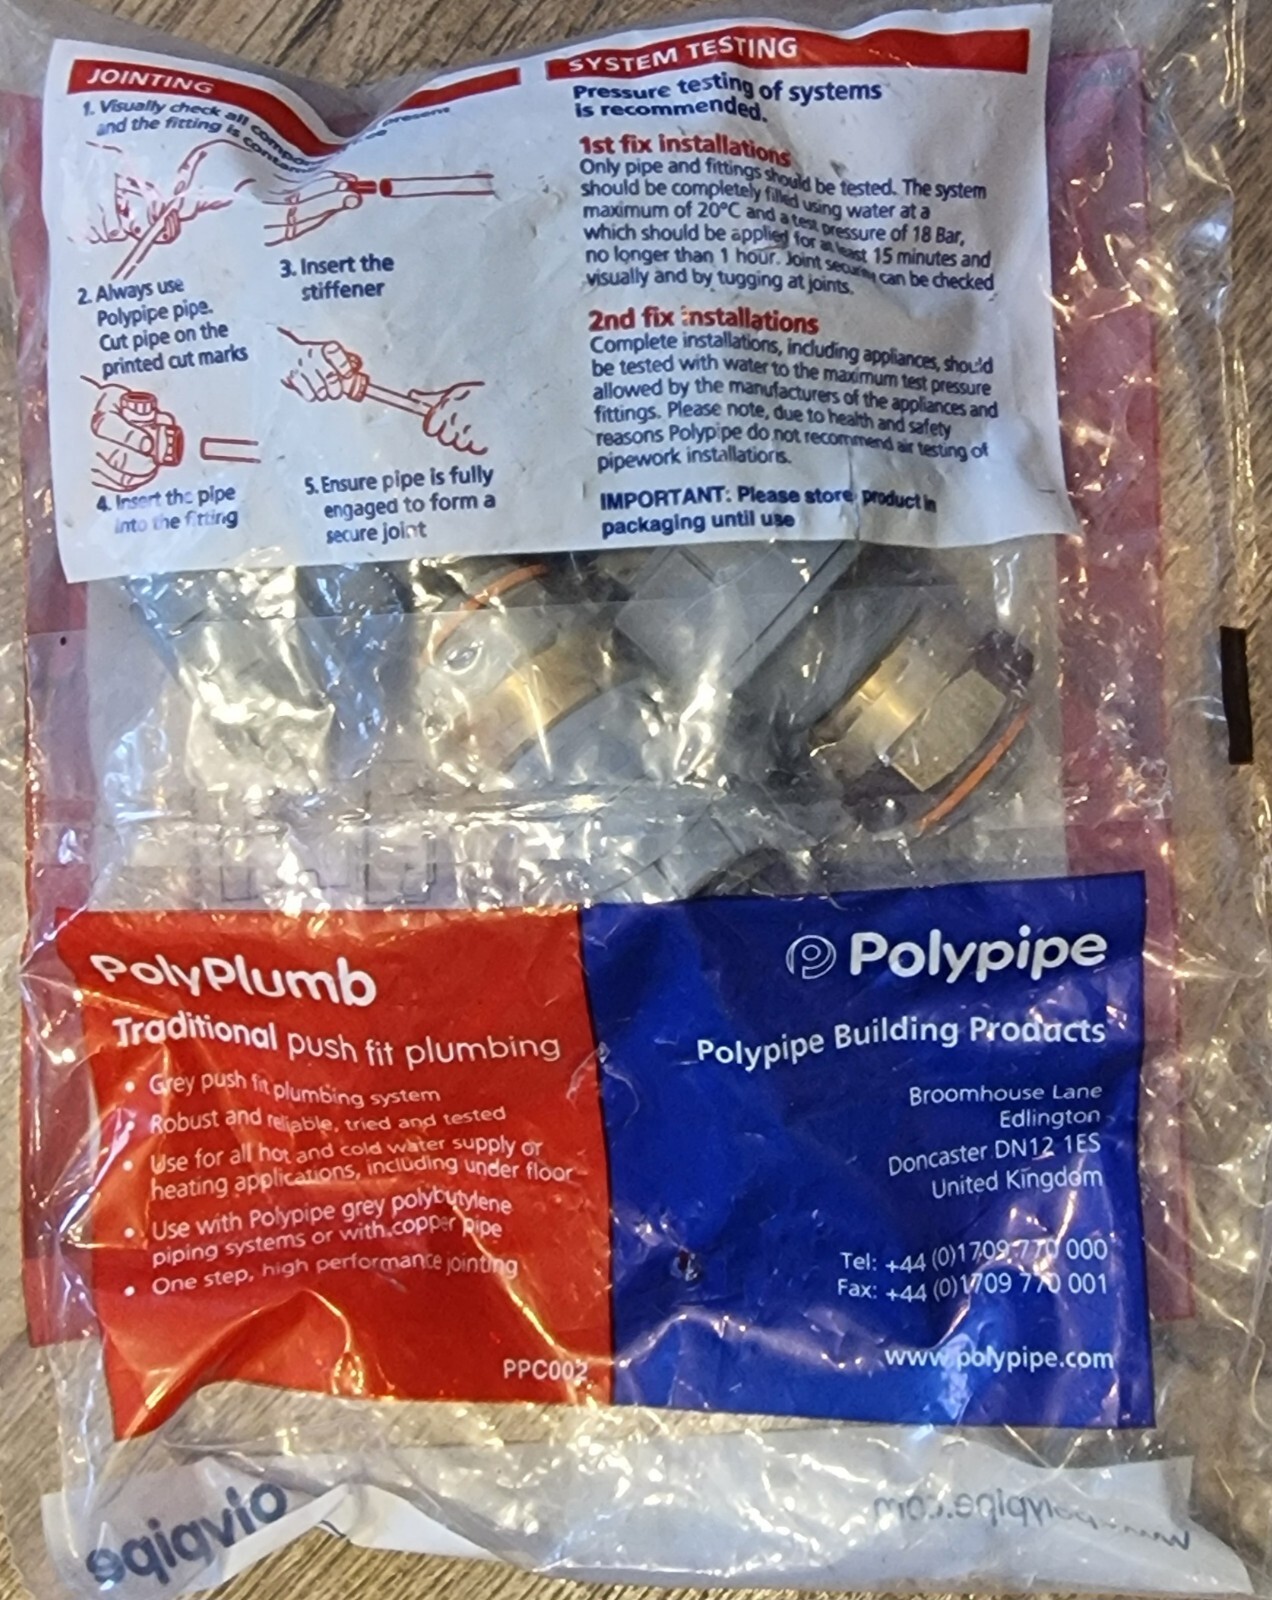 JOINTING
1. Visually check all
and the fitting is
present
2. Always use
Polypipe pipe.
Cut pipe on the
printed cut marks
3. Insert the
stiffener
4. Insert the pipe
into the fitting
5. Ensure pipe is fully
engaged to form a
secure joint
SYSTEM TESTING
Pressure testing of systems
is recommended.
1st fix installations
Only pipe and fittings should be tested. The system
should be completely filled using water at a
maximum of 20°C and a test pressure of 18 Bar,
which should be applied for at least 15 minutes and
no longer than 1 hour. Joint security can be checked
visually and by tugging at joints.
2nd fix installations
Complete installations, including appliances, should
be tested with water to the maximum test pressure
allowed by the manufacturers of the appliances and
fittings. Please note, due to health and safety
reasons Polypipe do not recommend air testing of
pipework installations.
IMPORTANT: Please store product in
packaging until use
PolyPlumb
Traditional push fit plumbing
• Grey push fit plumbing system
• Robust and reliable, tried and tested
• Use for all hot and cold water supply or
heating applications, including under floor
• Use with Polypipe grey polybutylene
piping systems or with copper pipe
• One step, high performance jointing
PPC002
Polypipe
Polypipe Building Products
Broomhouse Lane
Edlington
Doncaster DN12 1ES
United Kingdom
Tel: +44 (0)1709 770 000
Fax: +44 (0)1709 770 001
www.polypipe.com